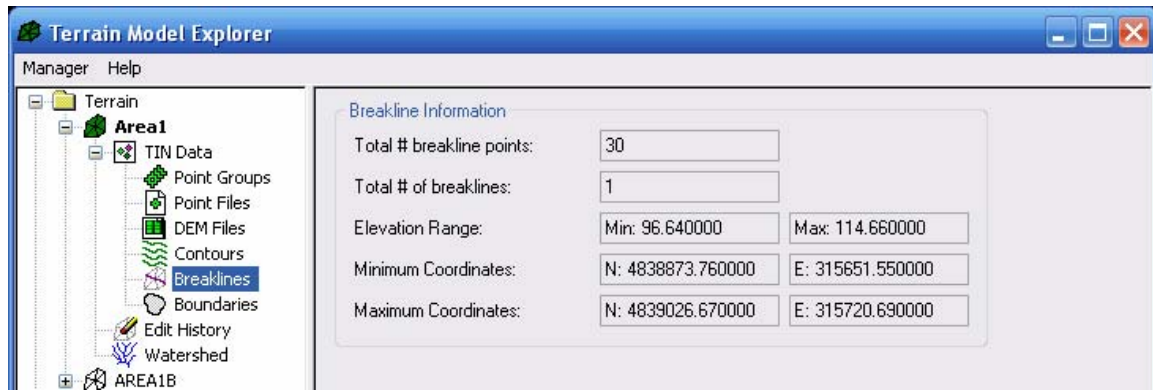 Terrain Model Explorer
Manager Help
Terrain
Area1
TIN Data
Point Groups
Point Files
DEM Files
Contours
Breaklines
Boundaries
Edit History
Watershed
AREA1B
Breakline Information
Total # breakline points: 30
Total # of breaklines: 1
Elevation Range: Min: 96.640000 Max: 114.660000
Minimum Coordinates: N: 4838873.760000 E: 315651.550000
Maximum Coordinates: N: 4839026.670000 E: 315720.690000